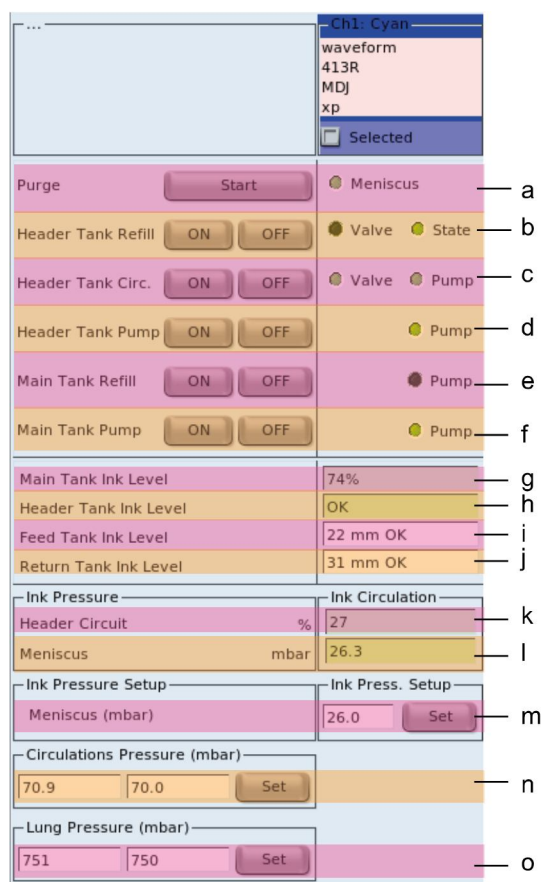 ...
Ch1: Cyan
waveform
413R
MDJ
xp
Selected
Purge Start Meniscus a
Header Tank Refill ON OFF Valve State b
Header Tank Circ. ON OFF Valve Pump c
Header Tank Pump ON OFF Pump d
Main Tank Refill ON OFF Pump e
Main Tank Pump ON OFF Pump f
Main Tank Ink Level 74% g
Header Tank Ink Level OK h
Feed Tank Ink Level 22 mm OK i
Return Tank Ink Level 31 mm OK j
Ink Pressure Ink Circulation
Header Circuit % 27 k
Meniscus mbar 26.3 l
Ink Pressure Setup Ink Press. Setup
Meniscus (mbar) 26.0 Set m
Circulations Pressure (mbar)
70.9 70.0 Set n
Lung Pressure (mbar)
751 750 Set o